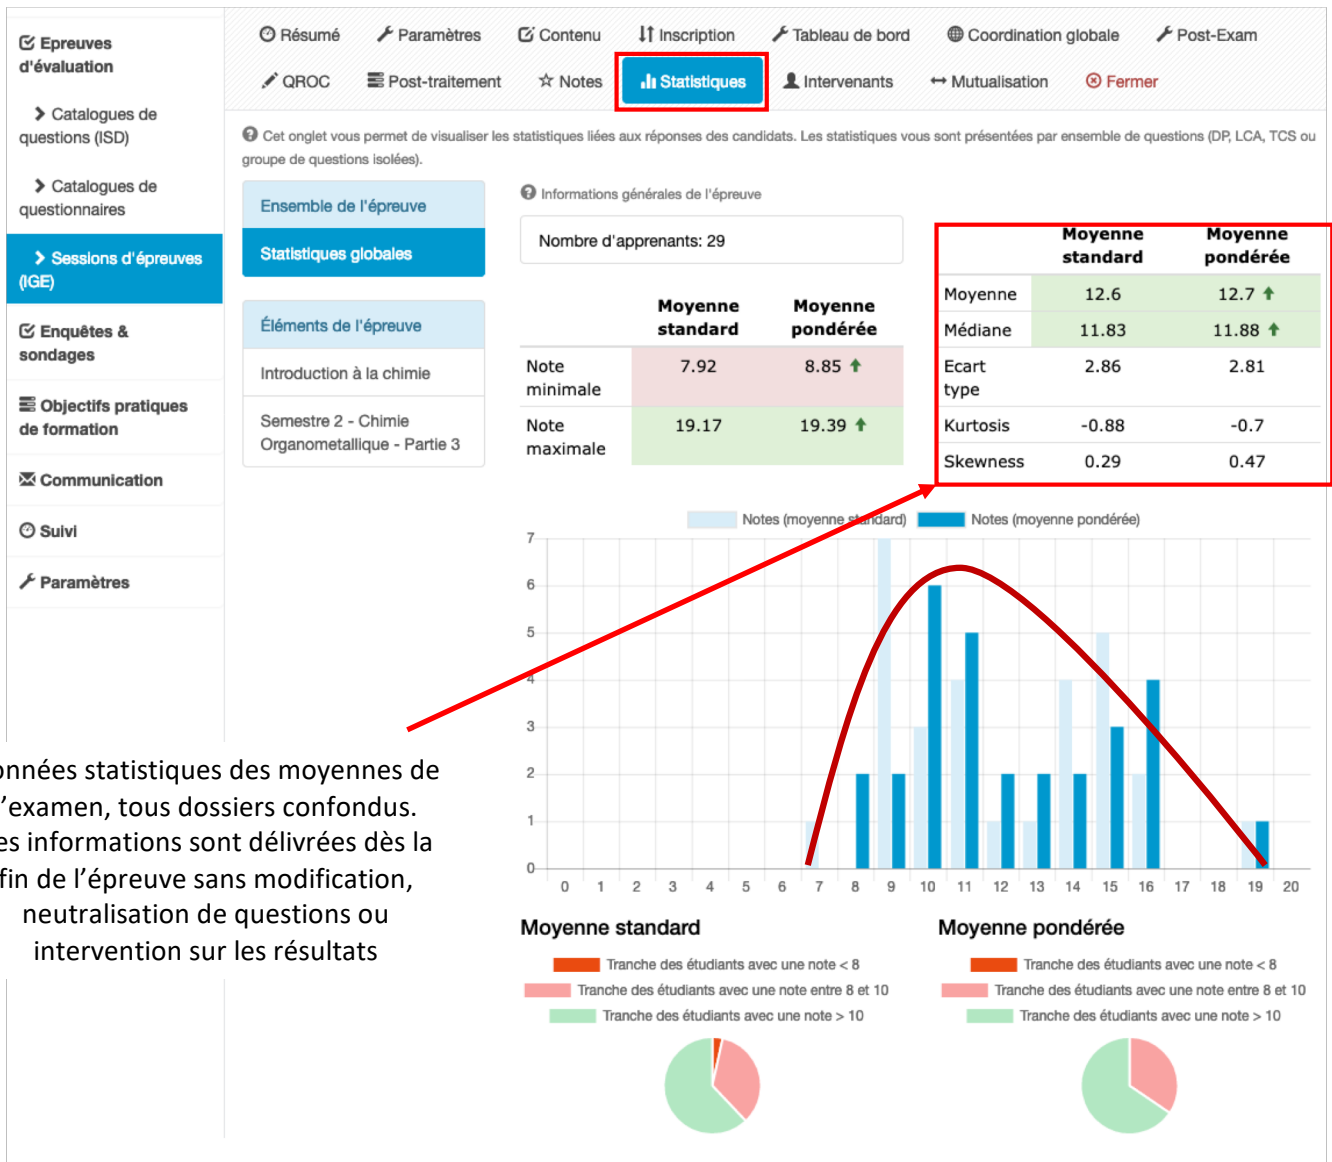 Epreuves
d'évaluation
Catalogues de
questions (ISD)
Catalogues de
questionnaires
Sessions d'épreuves
(IGE)
Enquêtes &
sondages
Objectifs pratiques
de formation
Communication
Suivi
Paramètres
Résumé Paramètres Contenu Inscription Tableau de bord Coordination globale Post-Exam
QROC Post-traitement Notes Statistiques Intervenants Mutualisation Fermer
Cet onglet vous permet de visualiser les statistiques liées aux réponses des candidats. Les statistiques vous sont présentées par ensemble de questions (DP, LCA, TCS ou
groupe de questions isolées).
Ensemble de l'épreuve
Statistiques globales
Éléments de l'épreuve
Introduction à la chimie
Semestre 2 - Chimie
Organometallique - Partie 3
Informations générales de l'épreuve
Nombre d'apprenants: 29
Moyenne Moyenne
standard pondérée
Note 7.92 8.85
minimale
Note 19.17 19.39
maximale
Moyenne Moyenne
standard pondérée
Moyenne 12.6 12.7
Médiane 11.83 11.88
Ecart 2.86 2.81
type
Kurtosis -0.88 -0.7
Skewness 0.29 0.47
Notes (moyenne standard) Notes (moyenne pondérée)
7
6
5
4
3
2
1
0
0 1 2 3 4 5 6 7 8 9 10 11 12 13 14 15 16 17 18 19 20
onnées statistiques des moyennes de
'examen, tous dossiers confondus.
es informations sont délivrées dès la
fin de l'épreuve sans modification,
neutralisation de questions ou
intervention sur les résultats
Moyenne standard
Tranche des étudiants avec une note < 8
Tranche des étudiants avec une note entre 8 et 10
Tranche des étudiants avec une note > 10
Moyenne pondérée
Tranche des étudiants avec une note < 8
Tranche des étudiants avec une note entre 8 et 10
Tranche des étudiants avec une note > 10